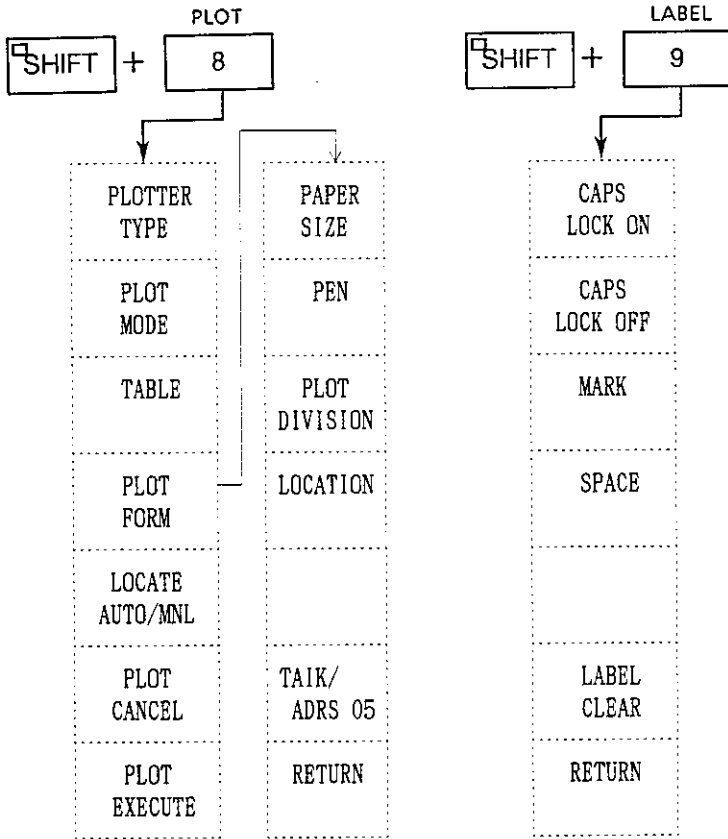 PLOT
SHIFT + 8
PLOTTER
TYPE
PLOT
MODE
TABLE
PLOT
FORM
LOCATE
AUTO/MNL
PLOT
CANCEL
PLOT
EXECUTE
PAPER
SIZE
PEN
PLOT
DIVISION
LOCATION
TAIK/
ADRS 05
RETURN
LABEL
SHIFT + 9
CAPS
LOCK ON
CAPS
LOCK OFF
MARK
SPACE
LABEL
CLEAR
RETURN